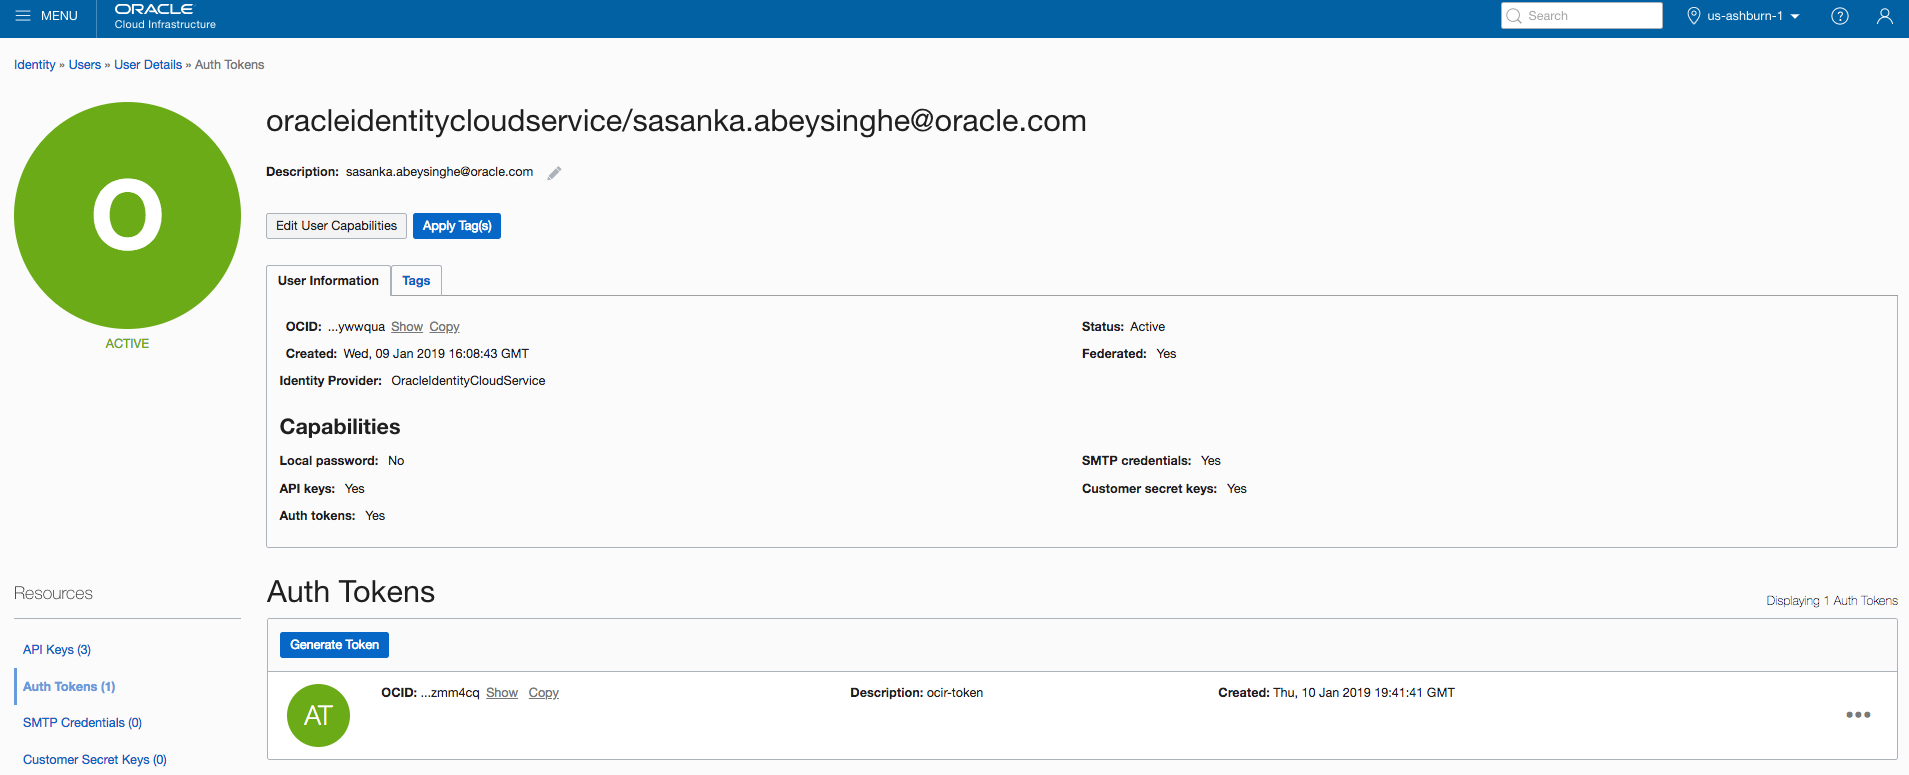 MENU
ORACLE
Cloud Infrastructure
Search
us-ashburn-1
?
Identity » Users » User Details » Auth Tokens
O
ACTIVE
oracleidentitycloudservice/sasanka.abeysinghe@oracle.com
Description: sasanka.abeysinghe@oracle.com
Edit User Capabilities
Apply Tag(s)
User Information
Tags
OCID: ...ywwqua Show Copy
Status: Active
Created: Wed, 09 Jan 2019 16:08:43 GMT
Federated: Yes
Identity Provider: OracleIdentityCloudService
Capabilities
Local password: No
SMTP credentials: Yes
API keys: Yes
Customer secret keys: Yes
Auth tokens: Yes
Resources
API Keys (3)
Auth Tokens (1)
SMTP Credentials (0)
Customer Secret Keys (0)
Auth Tokens
Displaying 1 Auth Tokens
Generate Token
AT
OCID: ...zmm4cq Show Copy
Description: ocir-token
Created: Thu, 10 Jan 2019 19:41:41 GMT